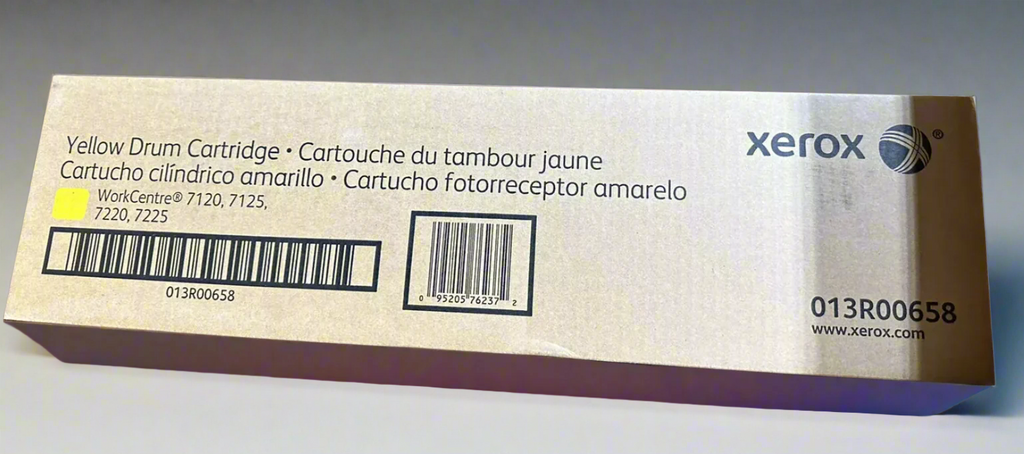 Yellow Drum Cartridge • Cartouche du tambour jaune
Cartucho cilíndrico amarillo • Cartucho fotorreceptor amarelo
WorkCentre® 7120, 7125,
7220, 7225
013R00658
0 95205 76237 2
xerox ®
013R00658
www.xerox.com